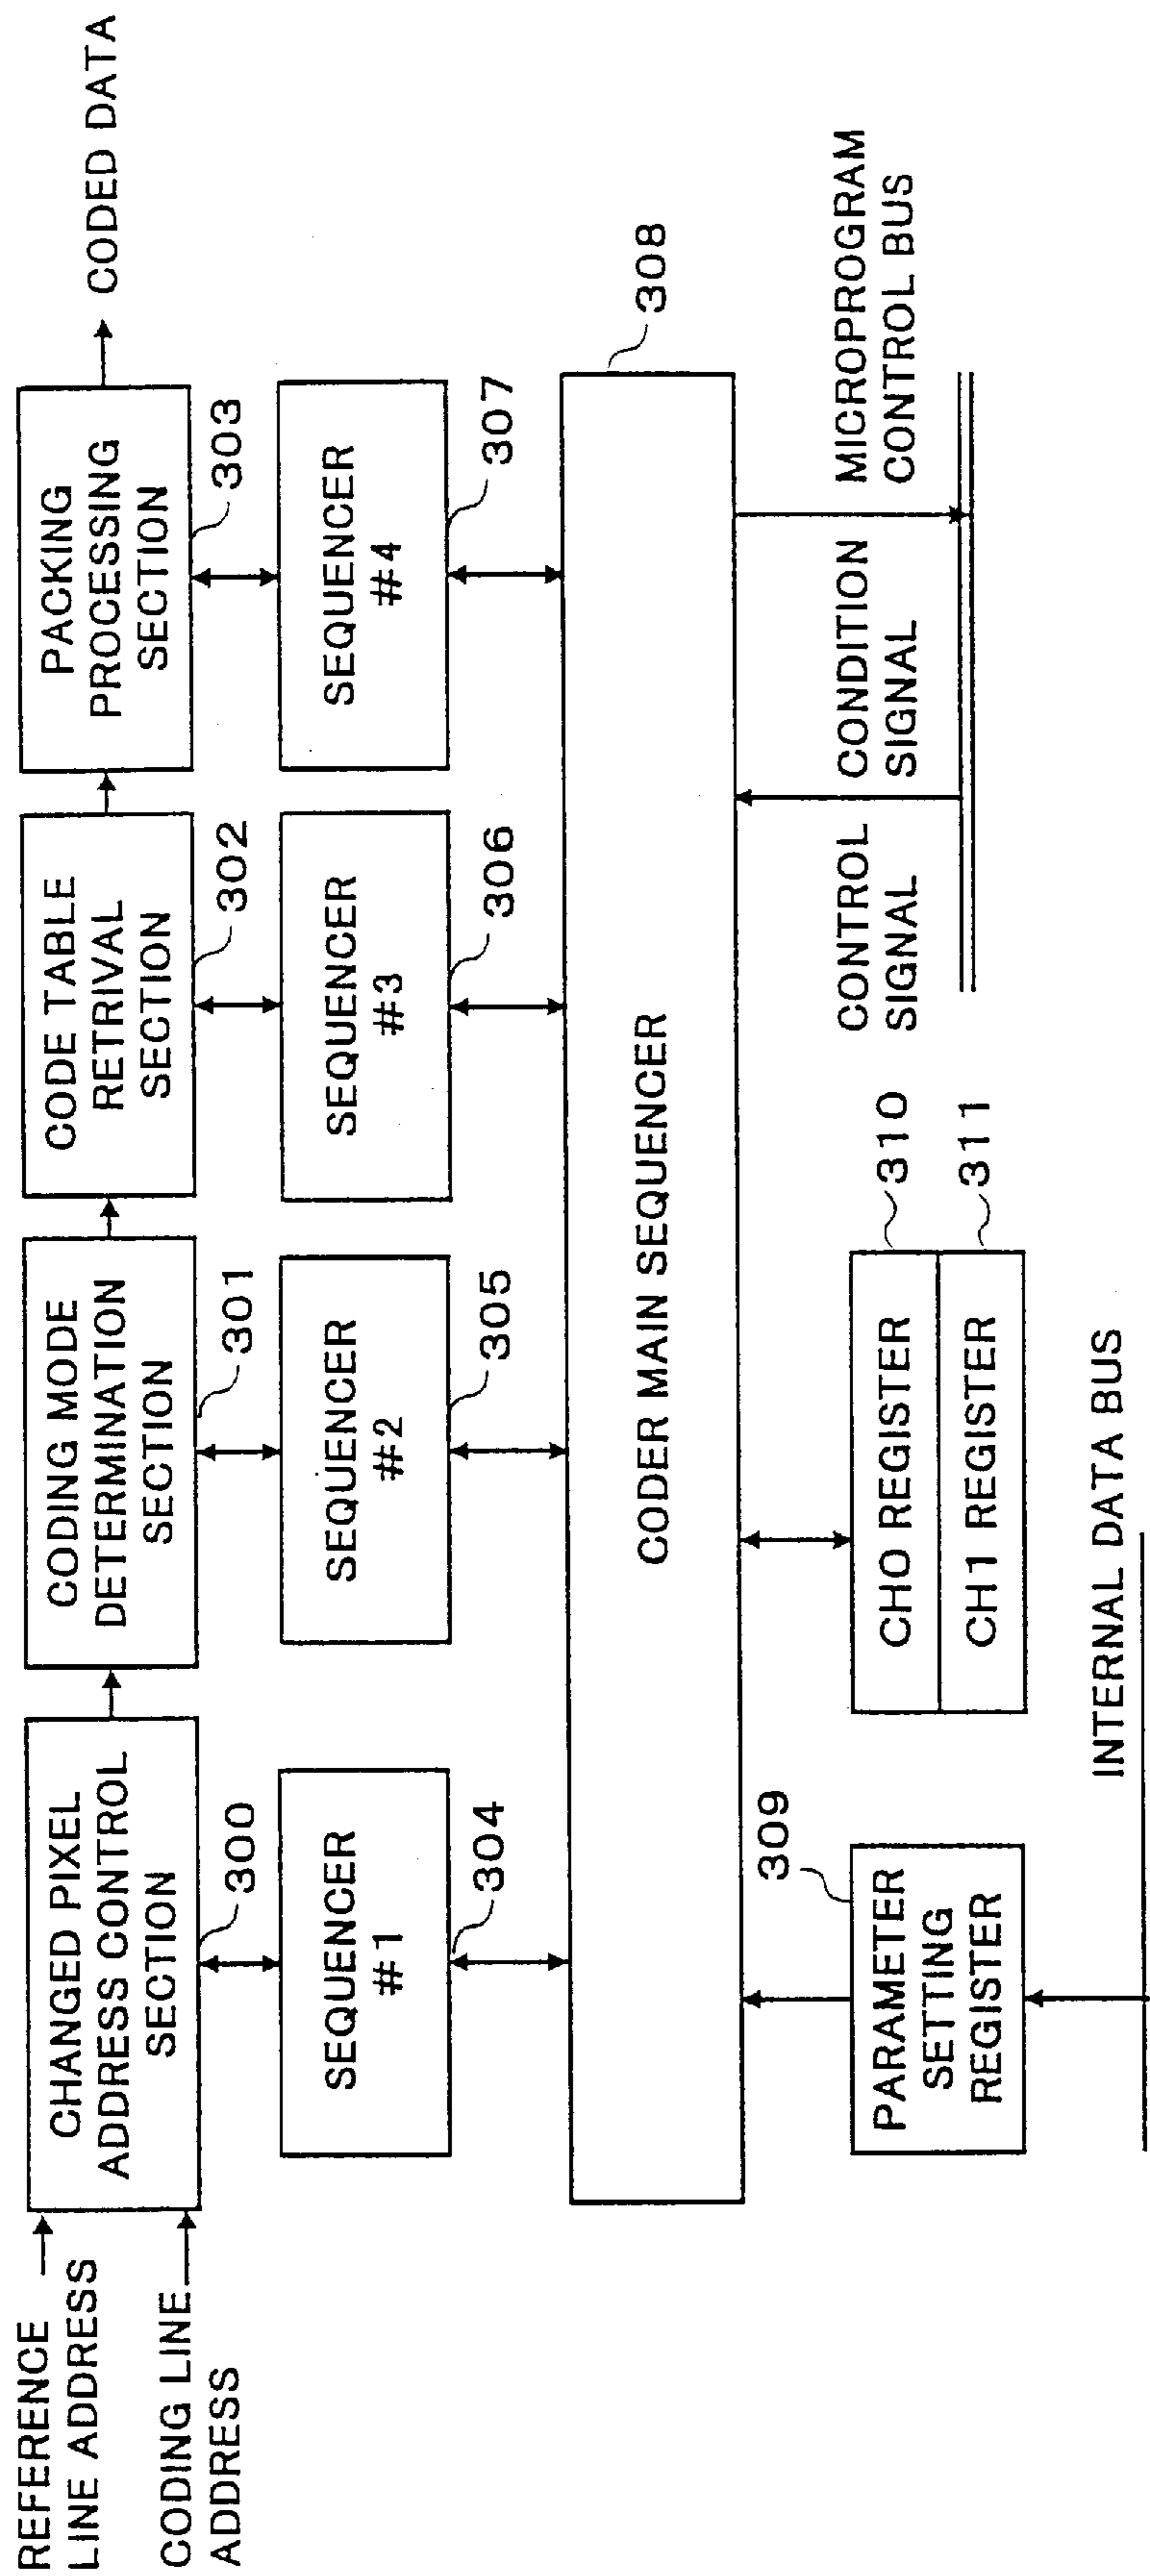 REFERENCE
LINE ADDRESS
CODING LINE
ADDRESS
CHANGED PIXEL
ADDRESS CONTROL
SECTION
300
CODING MODE
DETERMINATION
SECTION
301
CODE TABLE
RETRIVAL
SECTION
302
PACKING
PROCESSING
SECTION
303
CODED DATA
SEQUENCER
#1
304
SEQUENCER
#2
305
SEQUENCER
#3
306
SEQUENCER
#4
307
CODER MAIN SEQUENCER
308
309
PARAMETER
SETTING
REGISTER
CH0 REGISTER
310
CH1 REGISTER
311
CONTROL
SIGNAL
CONDITION
SIGNAL
MICROPROGRAM
CONTROL BUS
INTERNAL DATA BUS